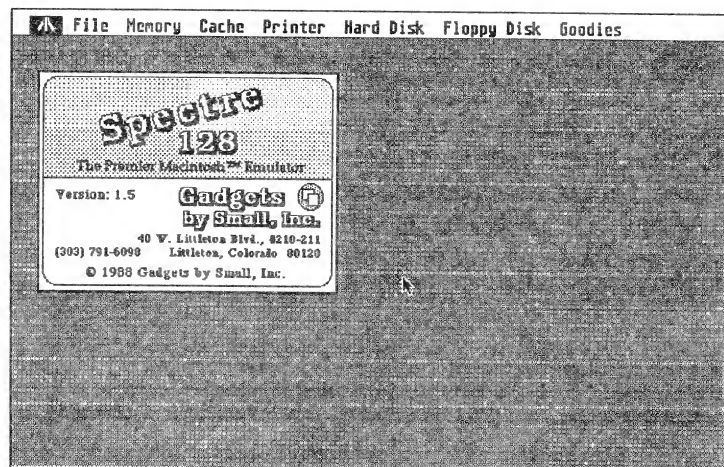 File Memory Cache Printer Hard Disk Floppy Disk Goodies
Spectre
128
The Premier Macintosh™ Emulator
Version: 1.5
Gadgets
by Small, Inc.
40 W. Littleton Blvd., #210-211
(303) 791-6098 Littleton, Colorado 80120
© 1988 Gadgets by Small, Inc.